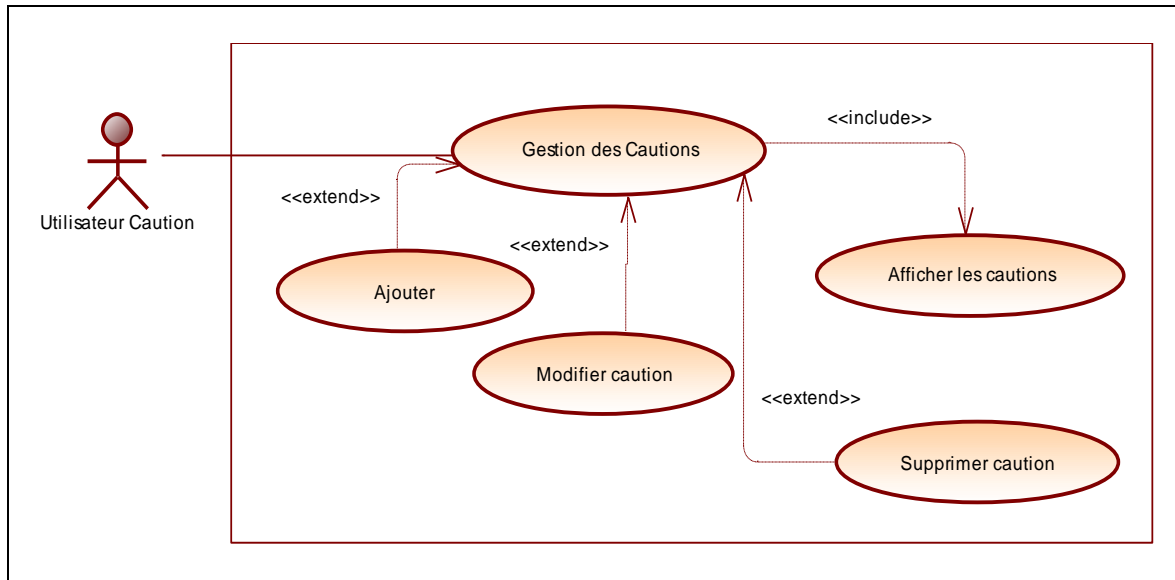 <<include>>
Gestion des Cautions
<<extend>>
Utilisateur Caution
<<extend>>
Afficher les cautions
Ajouter
Modifier caution
<<extend>>
Supprimer caution